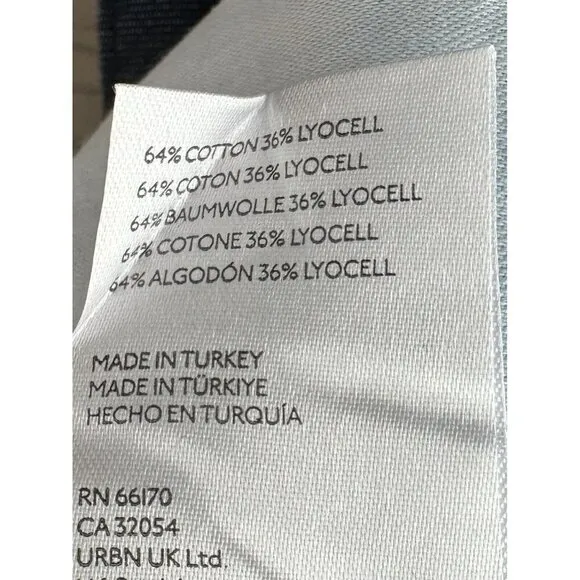 64% COTTON 36% LYOCELL
64% COTON 36% LYOCELL
64% BAUMWOLLE 36% LYOCELL
64% COTONE 36% LYOCELL
64% ALGODÓN 36% LYOCELL
MADE IN TURKEY
MADE IN TÜRKIYE
HECHO EN TURQUÍA
RN 66170
CA 32054
URBN UK Ltd.